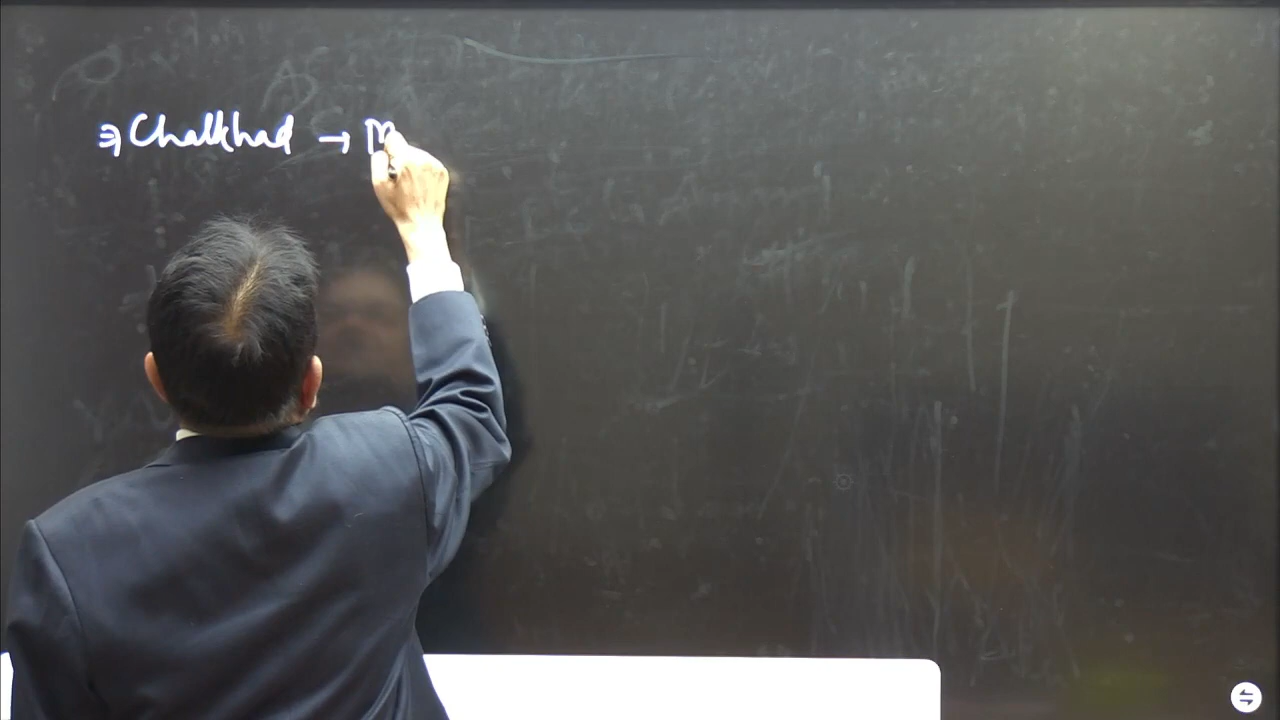 ⇒ Chalkhad → M